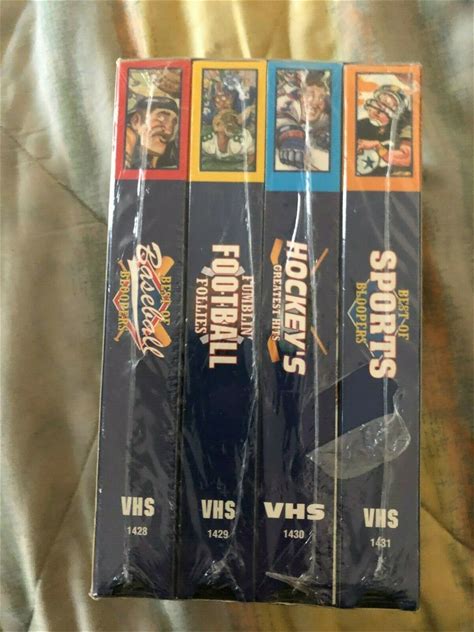 BEST OF
Baseball
BLOOPERS
VHS
1428
FUMBLIN
FOOTBALL
FOLLIES
VHS
1429
HOCKEY'S
GREATEST HITS
VHS
1430
BEST OF
SPORTS
BLOOPERS
VHS
1431